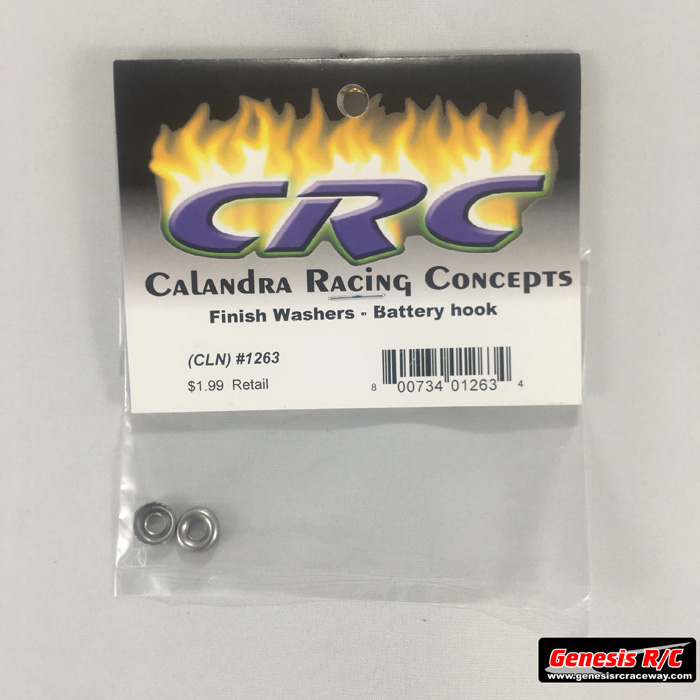 CRC
Calandra Racing Concepts
Finish Washers - Battery hook
(CLN) #1263
$1.99 Retail
8 00734 01263 4
Genesis R/C
www.genesisrcraceway.com